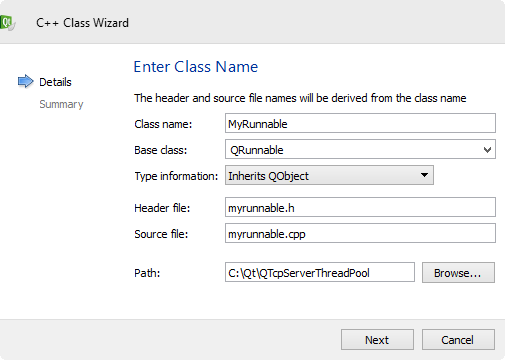 C++ Class Wizard
Enter Class Name
Details
Summary
The header and source file names will be derived from the class name
Class name: MyRunnable
Base class: QRunnable
Type information: Inherits QObject
Header file: myrunnable.h
Source file: myrunnable.cpp
Path: C:\Qt\QTcpServerThreadPool Browse...
Next Cancel